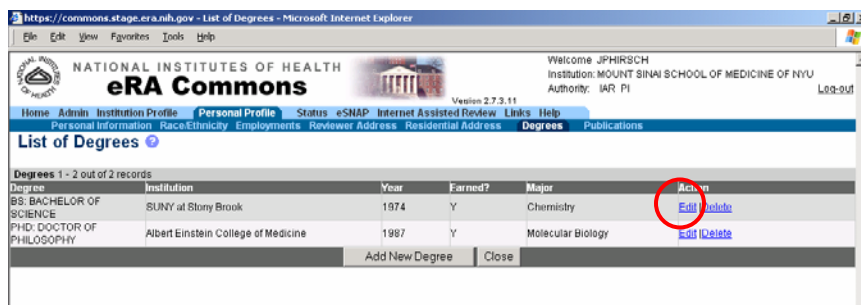 https://commons.stage.era.nih.gov - List of Degrees - Microsoft Internet Explorer
File Edit View Favorites Tools Help
NATIONAL INSTITUTES OF HEALTH
eRA Commons
Version 2.7.3.11
Welcome JPHIRSCH
Institution: MOUNT SINAI SCHOOL OF MEDICINE OF NYU
Authority: IAR PI
Log-out
Home Admin Institution Profile Personal Profile Status eSNAP Internet Assisted Review Links Help
Personal Information Race/Ethnicity Employments Reviewer Address Residential Address Degrees Publications
List of Degrees ?
Degrees 1 - 2 out of 2 records
Degree Institution Year Earned? Major Action
BS: BACHELOR OF SCIENCE SUNY at Stony Brook 1974 Y Chemistry Edit | Delete
PHD: DOCTOR OF PHILOSOPHY Albert Einstein College of Medicine 1987 Y Molecular Biology Edit | Delete
Add New Degree Close